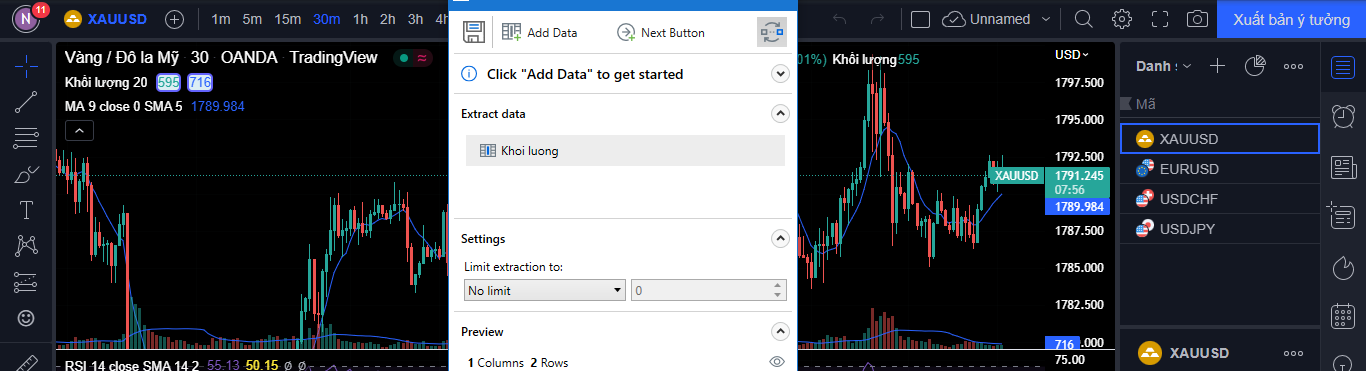 N 11 XAUUSD 1m 5m 15m 30m 1h 2h 3h
Unnamed Xuất bản ý tưởng
Vàng / Đô la Mỹ · 30 · OANDA · TradingView
Khối lượng 20 595 716
MA 9 close 0 SMA 5 1789.984
RSI 14 close SMA 14 2 55.13 50.15 ø ø
Add Data Next Button
Click "Add Data" to get started
Extract data
Khoi luong
Settings
Limit extraction to:
No limit 0
Preview
1 Columns 2 Rows
01%) Khối lượng595
USD
1797.500
1795.000
1792.500
XAUUSD 1791.245
07:56
1789.984
1787.500
1785.000
1782.500
716 .000
75.00
Danh
Mã
XAUUSD
EURUSD
USDCHF
USDJPY
XAUUSD